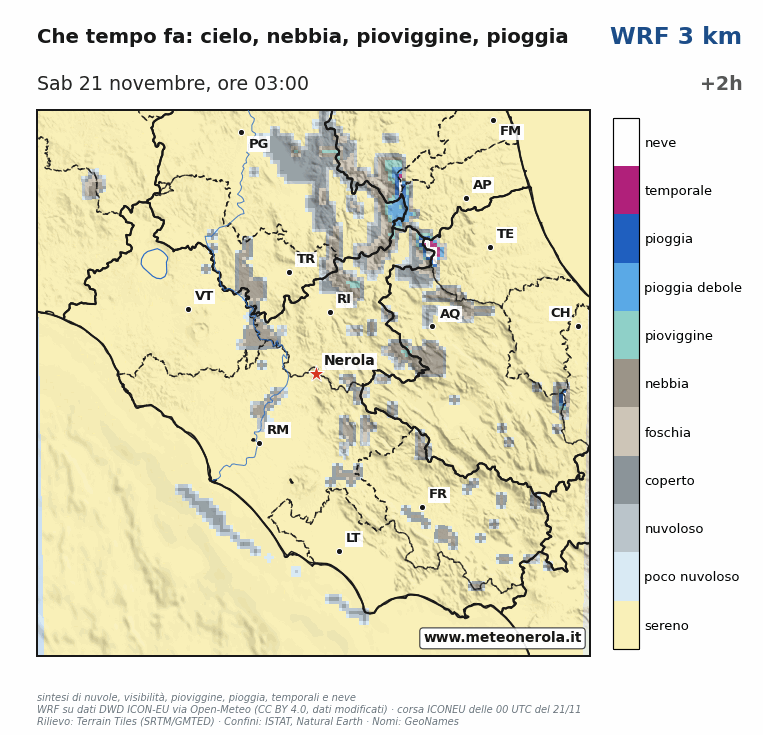 Che tempo fa: cielo, nebbia, pioviggine, pioggia
WRF 3 km
Sab 21 novembre, ore 03:00
+2h
FM
PG
AP
TE
TR
VT
RI
AQ
CH
Nerola
RM
FR
LT
www.meteonerola.it
neve
temporale
pioggia
pioggia debole
pioviggine
nebbia
foschia
coperto
nuvoloso
poco nuvoloso
sereno
sintesi di nuvole, visibilità, pioviggine, pioggia, temporali e neve
WRF su dati DWD ICON-EU via Open-Meteo (CC BY 4.0, dati modificati) · corsa ICONEU delle 00 UTC del 21/11
Rilievo: Terrain Tiles (SRTM/GMTED) · Confini: ISTAT, Natural Earth · Nomi: GeoNames